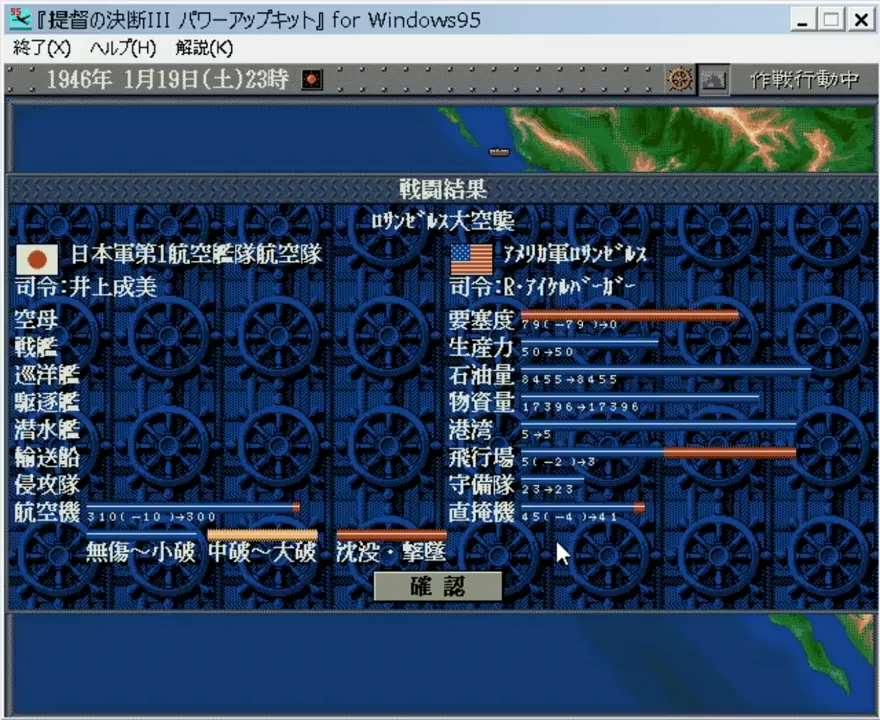 95
『提督の決断III パワーアップキット』 for Windows95
終了(X) ヘルプ(H) 解説(K)
1946年 1月19日(土)23時 作戦行動中
戦闘結果
ﾛｻﾝｾﾞﾙｽ大空襲
日本軍第1航空艦隊航空隊
司令:井上成美
空母
戦艦
巡洋艦
駆逐艦
潜水艦
輸送船
侵攻隊
航空機 310(-10)→300
ｱﾒﾘｶ軍ﾛｻﾝｾﾞﾙｽ
司令:R･ｱｲｹﾙﾊﾞｰｶﾞｰ
要塞度 79(-79)→0
生産力 50→50
石油量 8455→8455
物資量 17396→17396
港湾 5→5
飛行場 5(-2)→3
守備隊 23→23
直掩機 45(-4)→41
無傷～小破 中破～大破 沈没・撃墜
確認